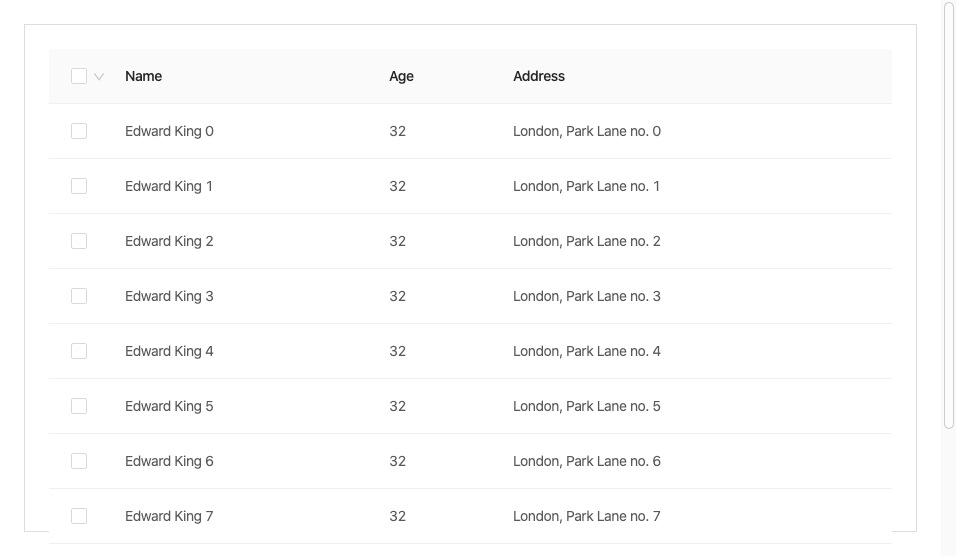 Name Age Address
Edward King 0 32 London, Park Lane no. 0
Edward King 1 32 London, Park Lane no. 1
Edward King 2 32 London, Park Lane no. 2
Edward King 3 32 London, Park Lane no. 3
Edward King 4 32 London, Park Lane no. 4
Edward King 5 32 London, Park Lane no. 5
Edward King 6 32 London, Park Lane no. 6
Edward King 7 32 London, Park Lane no. 7